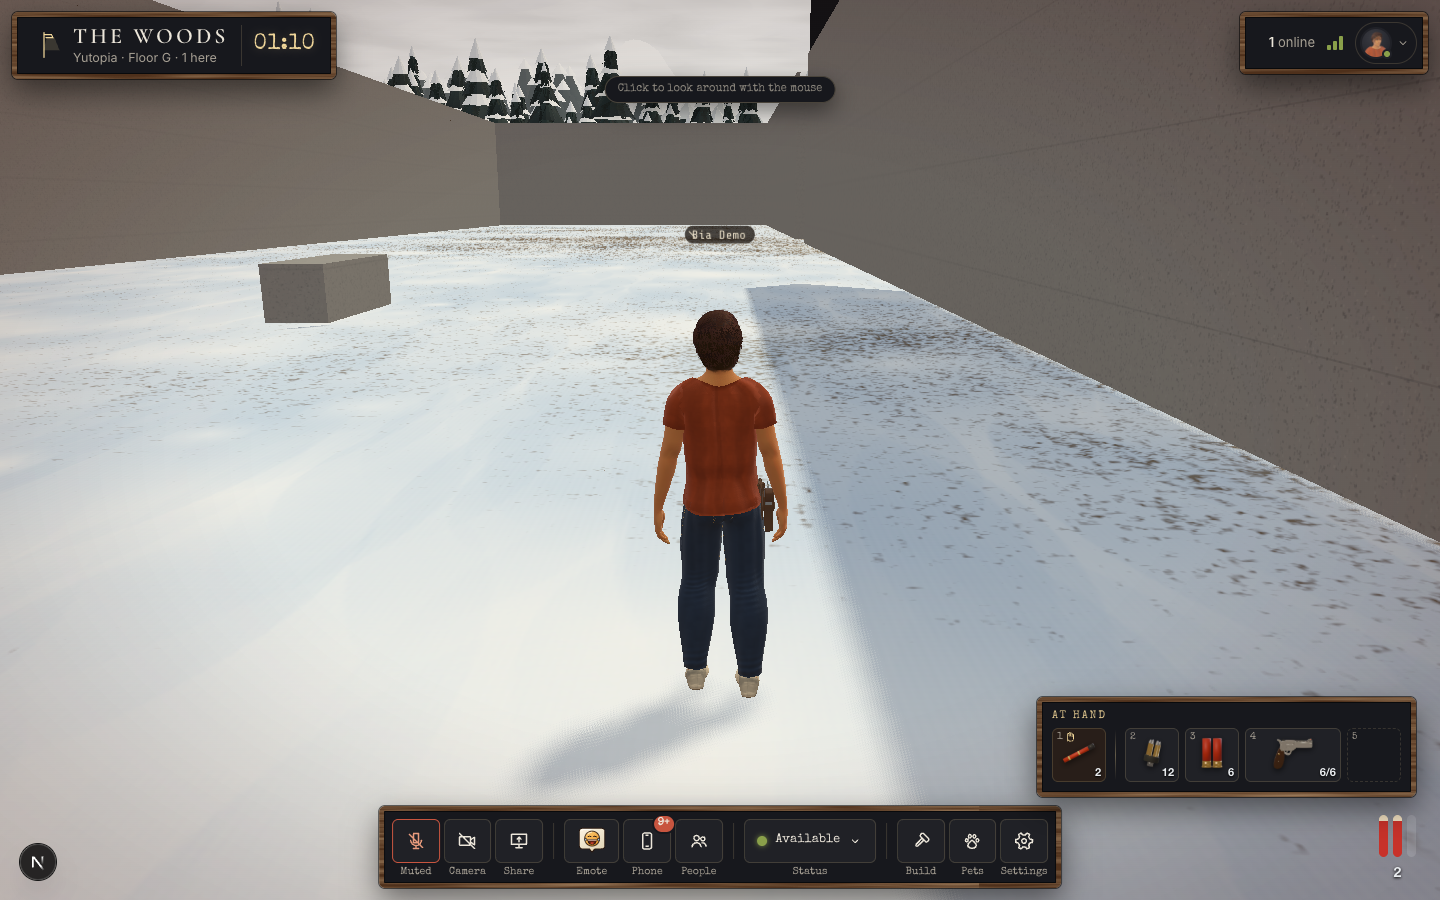 THE WOODS
Yutopia · Floor G · 1 here
01:10
1 online
Click to look around with the mouse
Bia Demo
AT HAND
1
2
2
12
3
6
4
6/6
5
9+
Available
Muted
Camera
Share
Emote
Phone
People
Status
Build
Pets
Settings
N
2